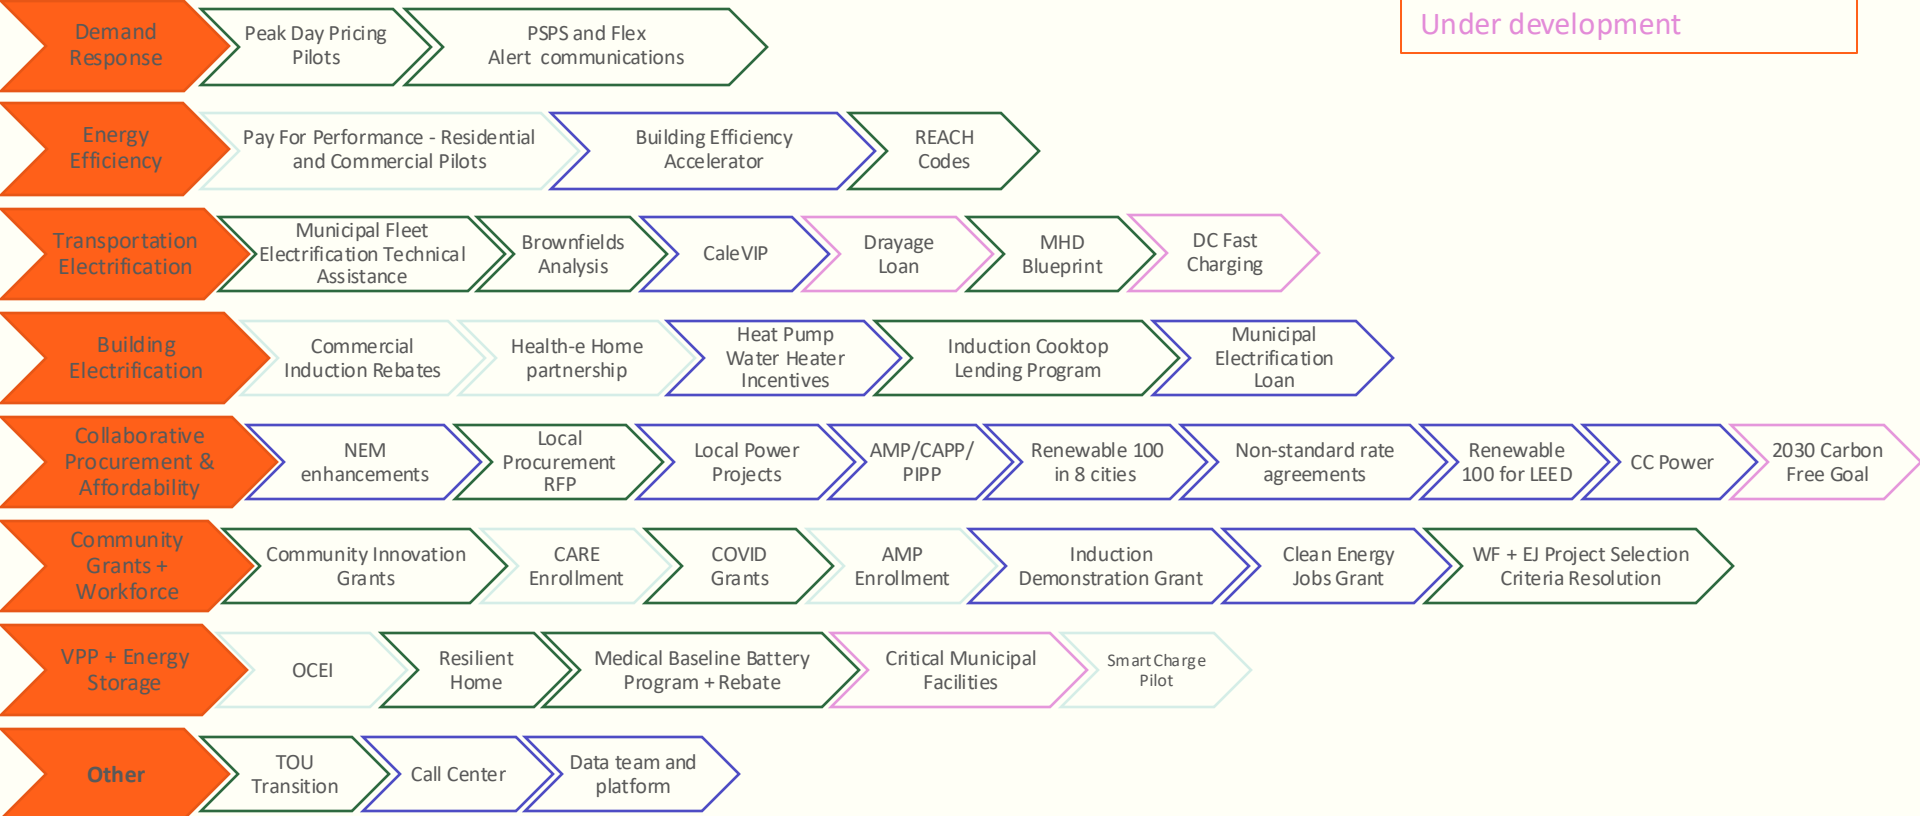 Under development
Demand
Response
Peak Day Pricing
Pilots
PSPS and Flex
Alert communications
Energy
Efficiency
Pay For Performance - Residential
and Commercial Pilots
Building Efficiency
Accelerator
REACH
Codes
Transportation
Electrification
Municipal Fleet
Electrification Technical
Assistance
Brownfields
Analysis
CaleVIP
Drayage
Loan
MHD
Blueprint
DC Fast
Charging
Building
Electrification
Commercial
Induction Rebates
Health-e Home
partnership
Heat Pump
Water Heater
Incentives
Induction Cooktop
Lending Program
Municipal
Electrification
Loan
Collaborative
Procurement &
Affordability
NEM
enhancements
Local
Procurement
RFP
Local Power
Projects
AMP/CAPP/
PIPP
Renewable 100
in 8 cities
Non-standard rate
agreements
Renewable
100 for LEED
CC Power
2030 Carbon
Free Goal
Community
Grants +
Workforce
Community Innovation
Grants
CARE
Enrollment
COVID
Grants
AMP
Enrollment
Induction
Demonstration Grant
Clean Energy
Jobs Grant
WF + EJ Project Selection
Criteria Resolution
VPP + Energy
Storage
OCEI
Resilient
Home
Medical Baseline Battery
Program + Rebate
Critical Municipal
Facilities
Smart Charge
Pilot
Other
TOU
Transition
Call Center
Data team and
platform